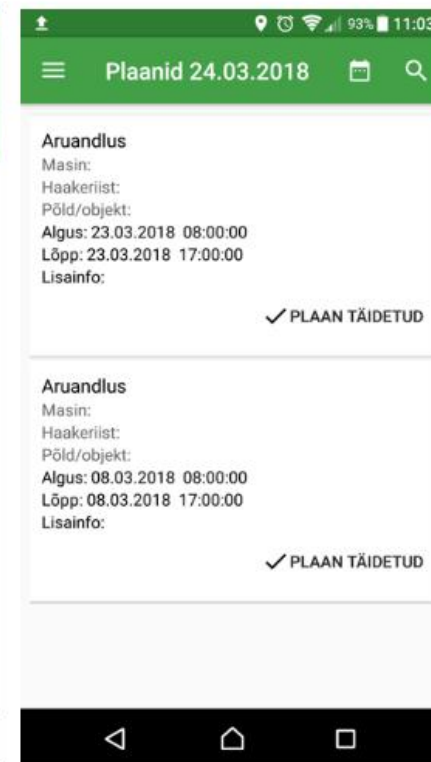 93% 11:03
Plaanid 24.03.2018
Aruandlus
Masin:
Haakeriist:
Põld/objekt:
Algus: 23.03.2018 08:00:00
Lõpp: 23.03.2018 17:00:00
Lisainfo:
PLAAN TÄIDETUD
Aruandlus
Masin:
Haakeriist:
Põld/objekt:
Algus: 08.03.2018 08:00:00
Lõpp: 08.03.2018 17:00:00
Lisainfo:
PLAAN TÄIDETUD